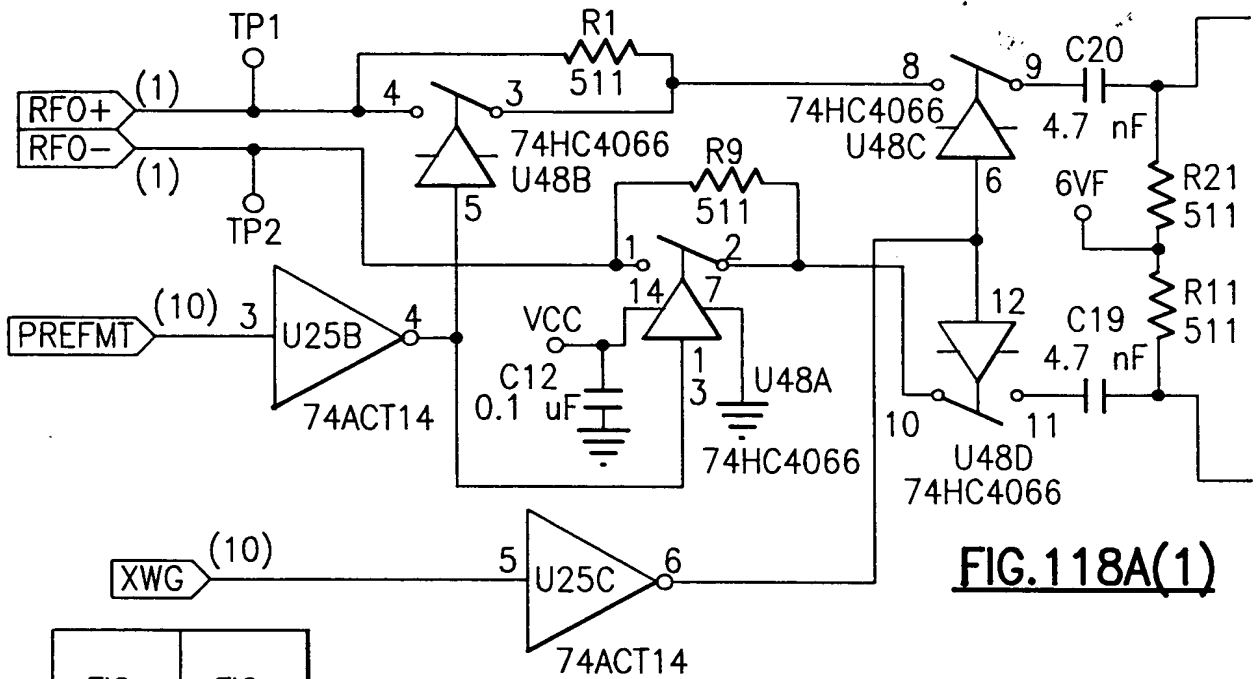 TP1
R1
511
RFO+
(1)
4
3
8
9
C20
4.7 nF
74HC4066
U48C
RFO-
(1)
74HC4066
U48B
5
6
TP2
R9
511
6VF
R21
511
PREFMT
(10)
3
U25B
4
74ACT14
1
2
14
7
VCC
C12
0.1 uF
1
3
U48A
74HC4066
12
C19
4.7 nF
R11
511
10
11
U48D
74HC4066
XWG
(10)
5
U25C
6
74ACT14
FIG.118A(1)